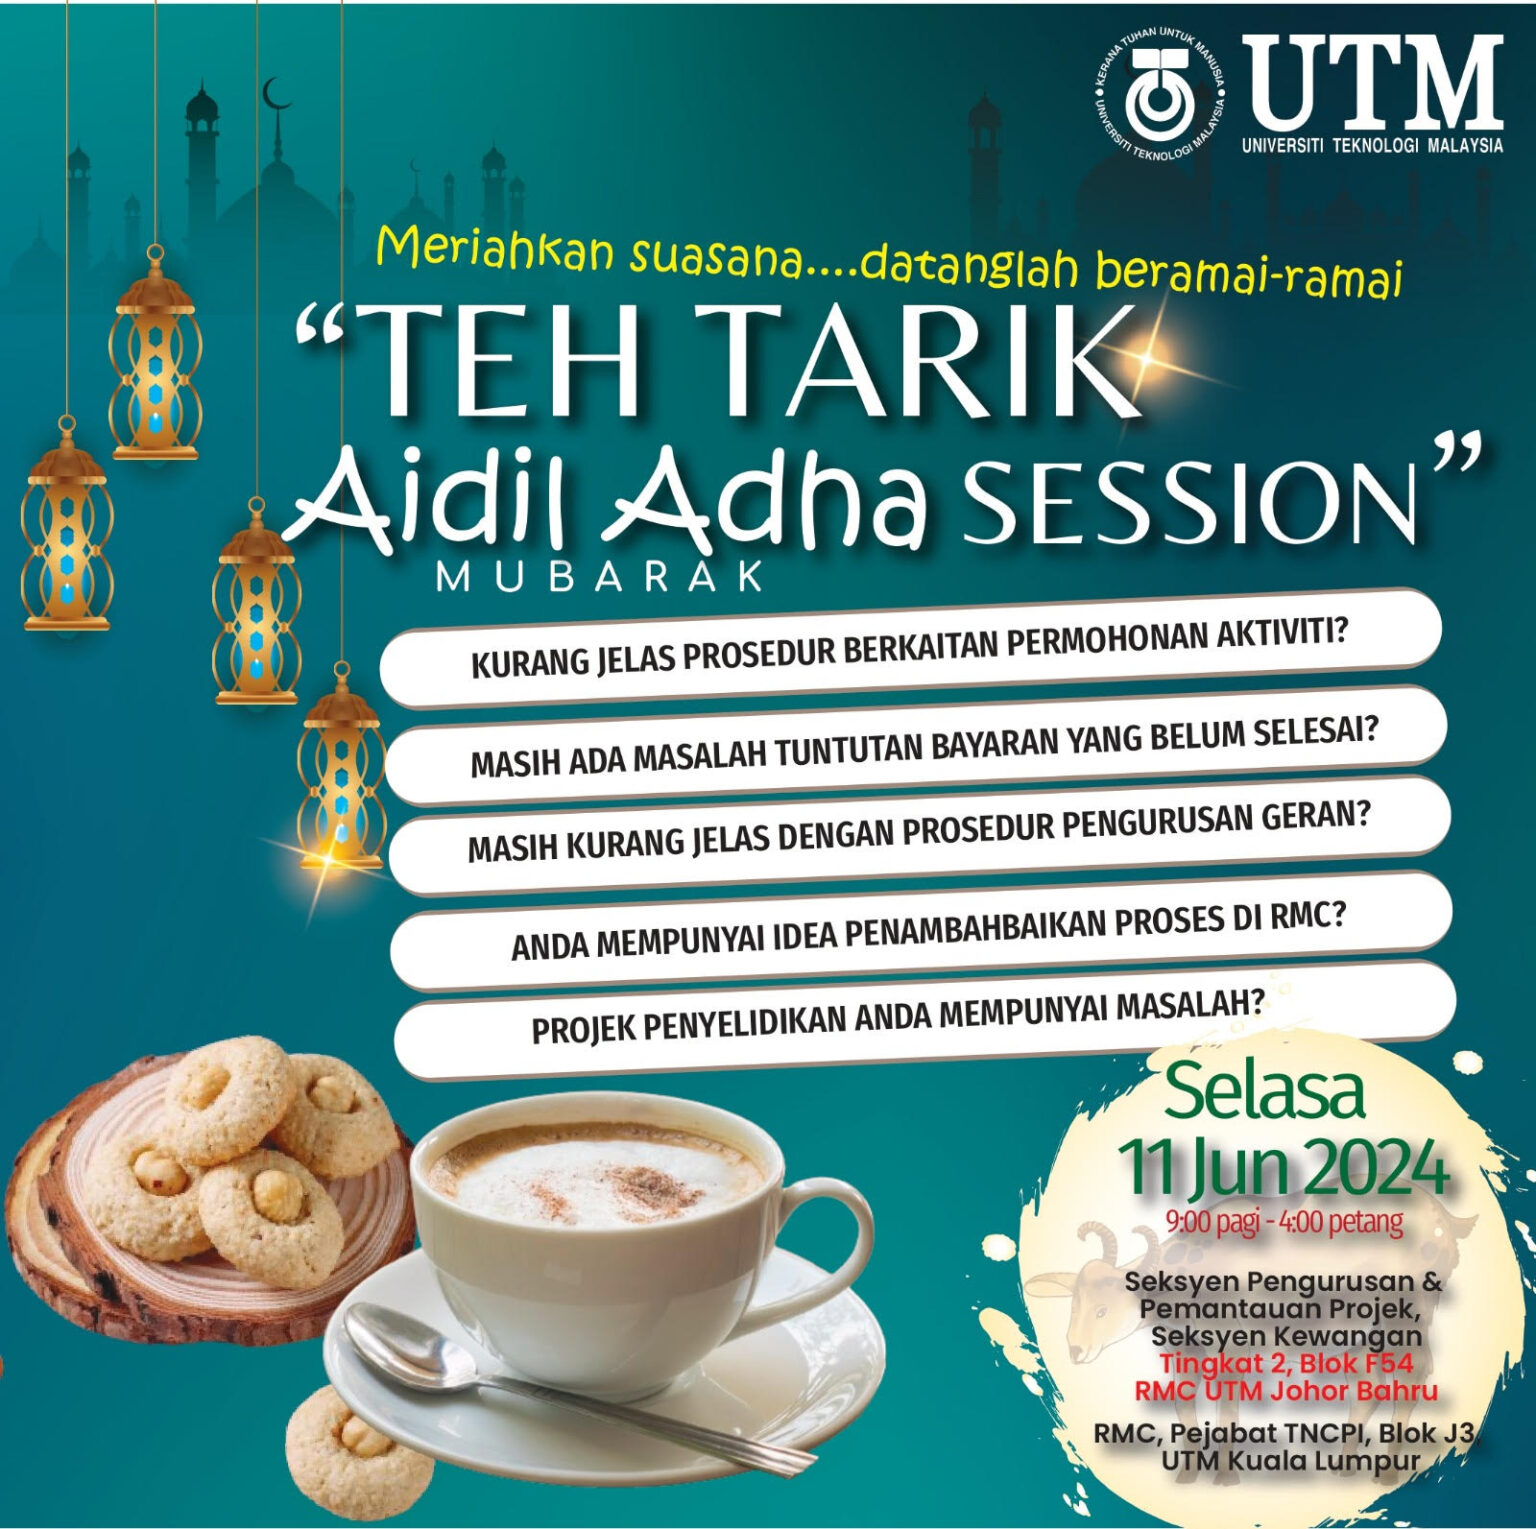 KERANA TUHAN UNTUK MANUSIA
UNIVERSITI TEKNOLOGI MALAYSIA
UTM
UNIVERSITI TEKNOLOGI MALAYSIA
Meriahkan suasana....datanglah beramai-ramai
“TEH TARIK
Aidil Adha SESSION”
MUBARAK
KURANG JELAS PROSEDUR BERKAITAN PERMOHONAN AKTIVITI?
MASIH ADA MASALAH TUNTUTAN BAYARAN YANG BELUM SELESAI?
MASIH KURANG JELAS DENGAN PROSEDUR PENGURUSAN GERAN?
ANDA MEMPUNYAI IDEA PENAMBAHBAIKAN PROSES DI RMC?
PROJEK PENYELIDIKAN ANDA MEMPUNYAI MASALAH?
Selasa
11 Jun 2024
9:00 pagi - 4:00 petang
Seksyen Pengurusan &
Pemantauan Projek,
Seksyen Kewangan
Tingkat 2, Blok F54
RMC UTM Johor Bahru
RMC, Pejabat TNCPI, Blok J3,
UTM Kuala Lumpur